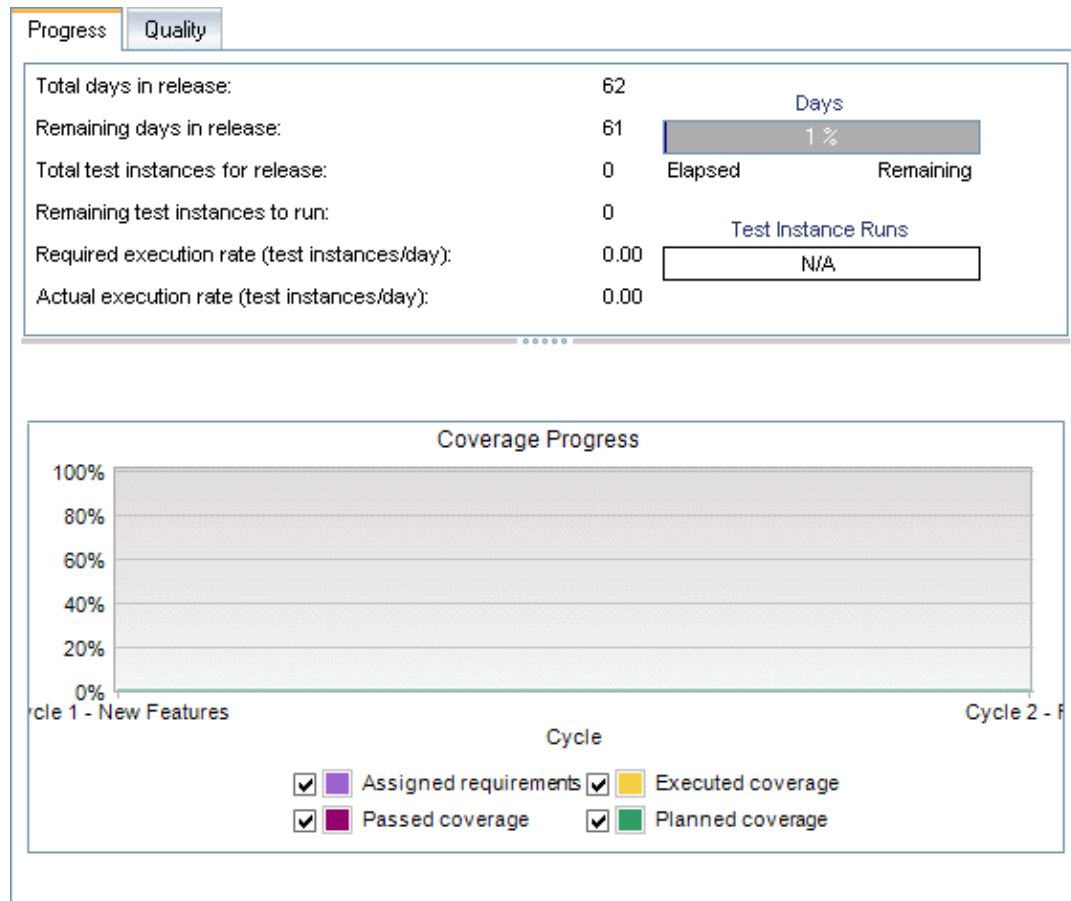 Progress Quality
Total days in release: 62
Remaining days in release: 61
Total test instances for release: 0
Remaining test instances to run: 0
Required execution rate (test instances/day): 0.00
Actual execution rate (test instances/day): 0.00
Days
1 %
Elapsed Remaining
Test Instance Runs
N/A
Coverage Progress
100%
80%
60%
40%
20%
0%
ycle 1 - New Features Cycle 2 - F
Cycle
Assigned requirements Executed coverage
Passed coverage Planned coverage